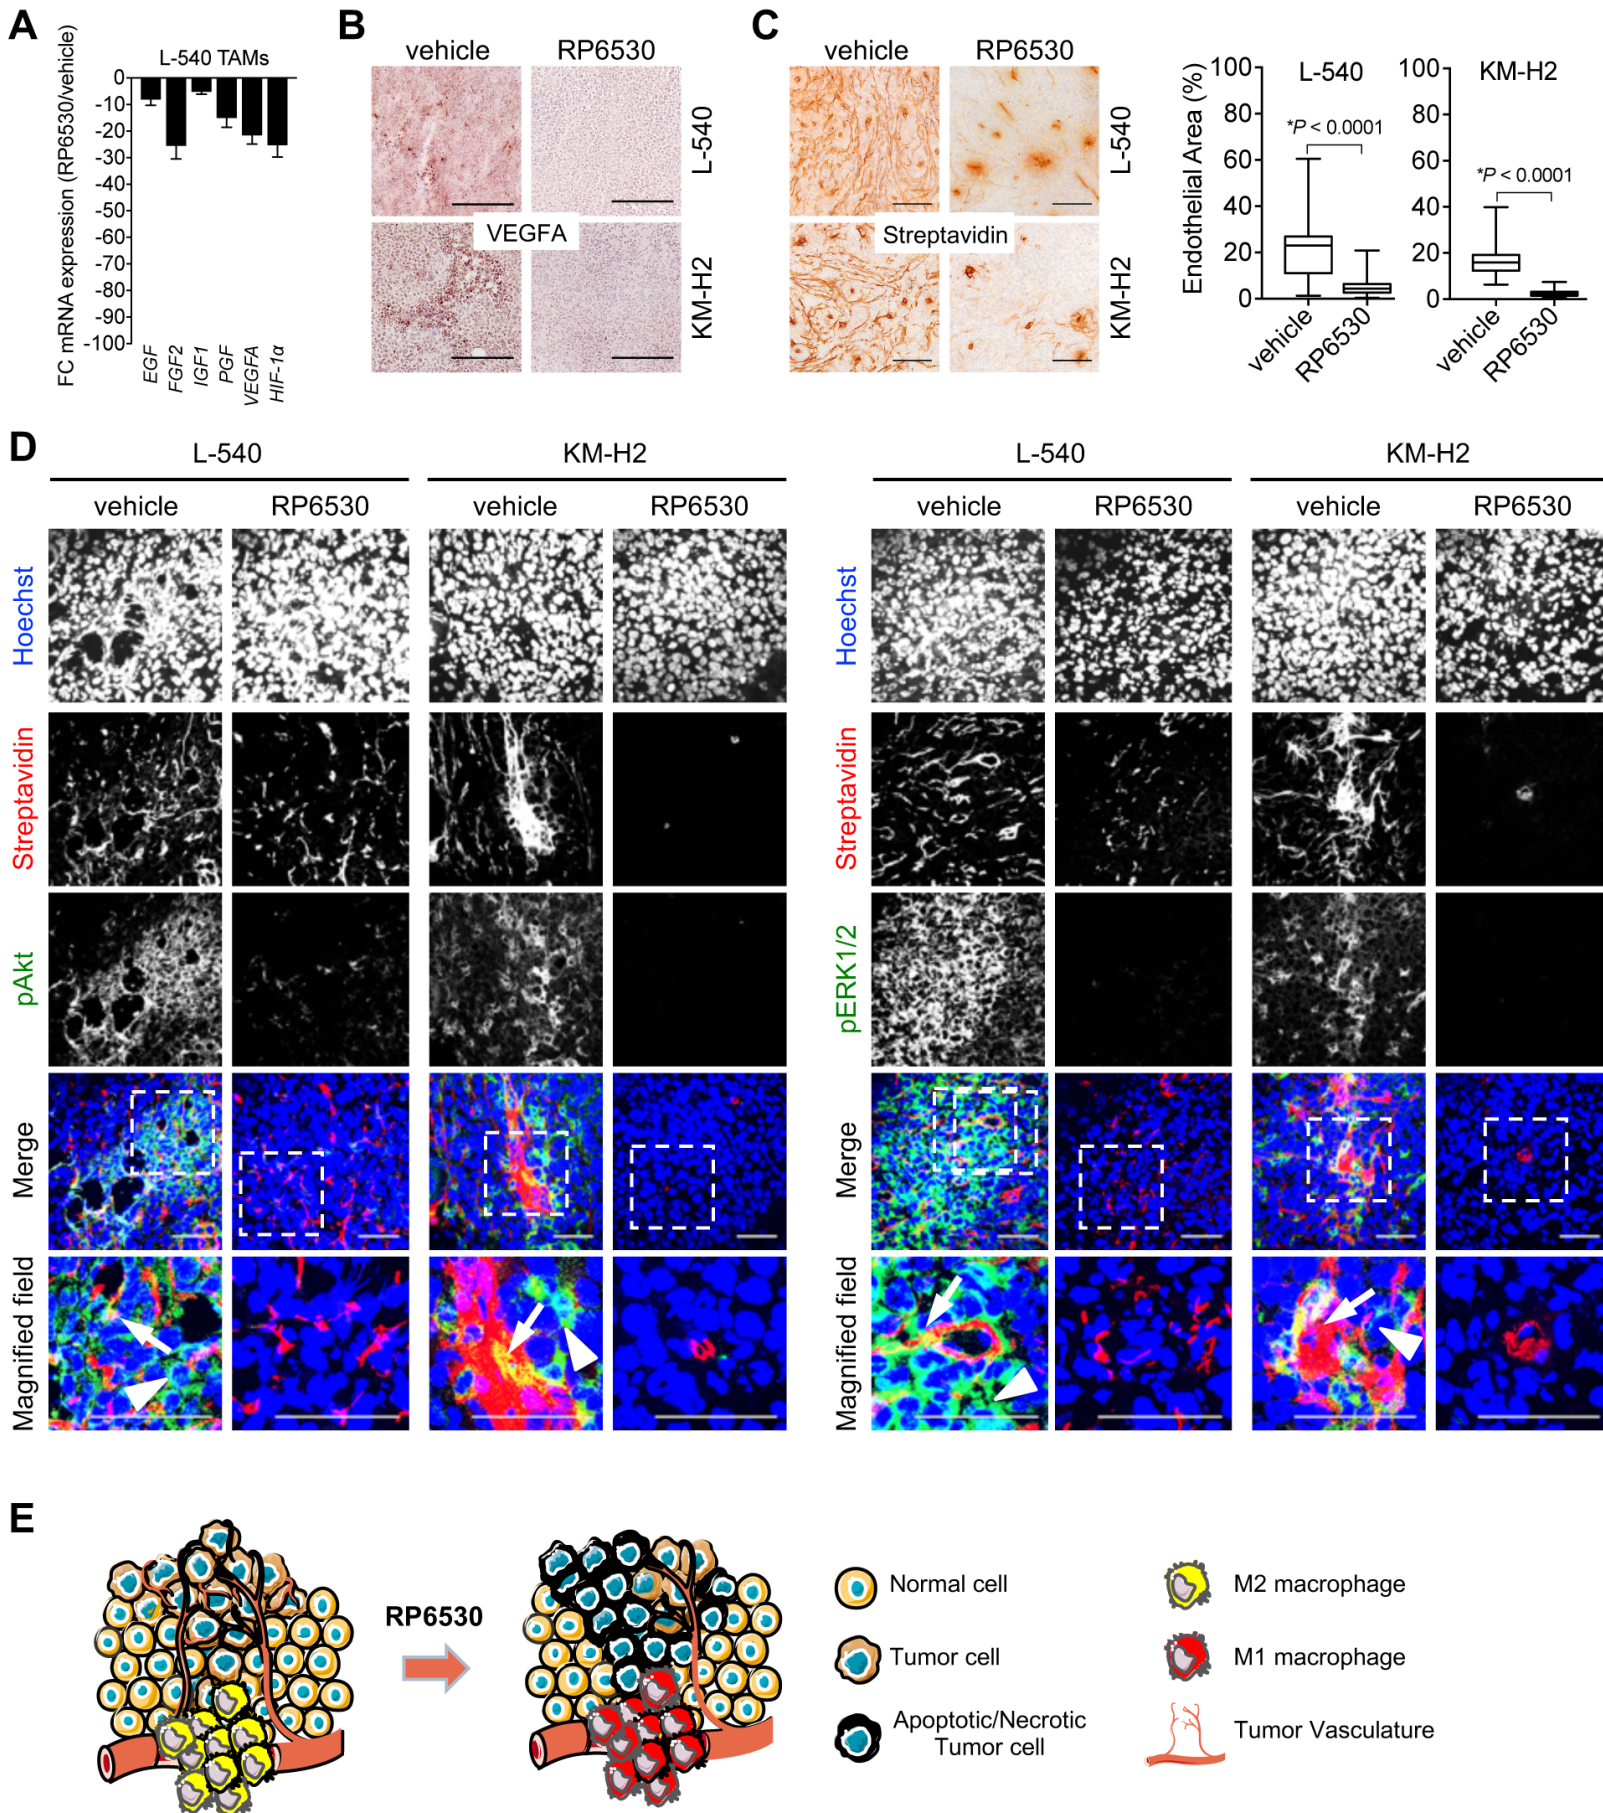 A
FC mRNA expression (RP6530/vehicle)
L-540 TAMs
0
-10
-20
-30
-40
-50
-60
-70
-80
-90
-100
EGF
FGF2
IGF1
PGF
VEGFA
HIF-1α
B
vehicle
RP6530
L-540
VEGFA
KM-H2
C
vehicle
RP6530
L-540
Streptavidin
KM-H2
Endothelial Area (%)
100
80
60
40
20
0
L-540
*P < 0.0001
vehicle
RP6530
100
80
60
40
20
0
KM-H2
*P < 0.0001
vehicle
RP6530
D
L-540
KM-H2
vehicle
RP6530
vehicle
RP6530
Hoechst
Streptavidin
pAkt
Merge
Magnified field
L-540
KM-H2
vehicle
RP6530
vehicle
RP6530
Hoechst
Streptavidin
pERK1/2
Merge
Magnified field
E
RP6530
Normal cell
Tumor cell
Apoptotic/Necrotic
Tumor cell
M2 macrophage
M1 macrophage
Tumor Vasculature